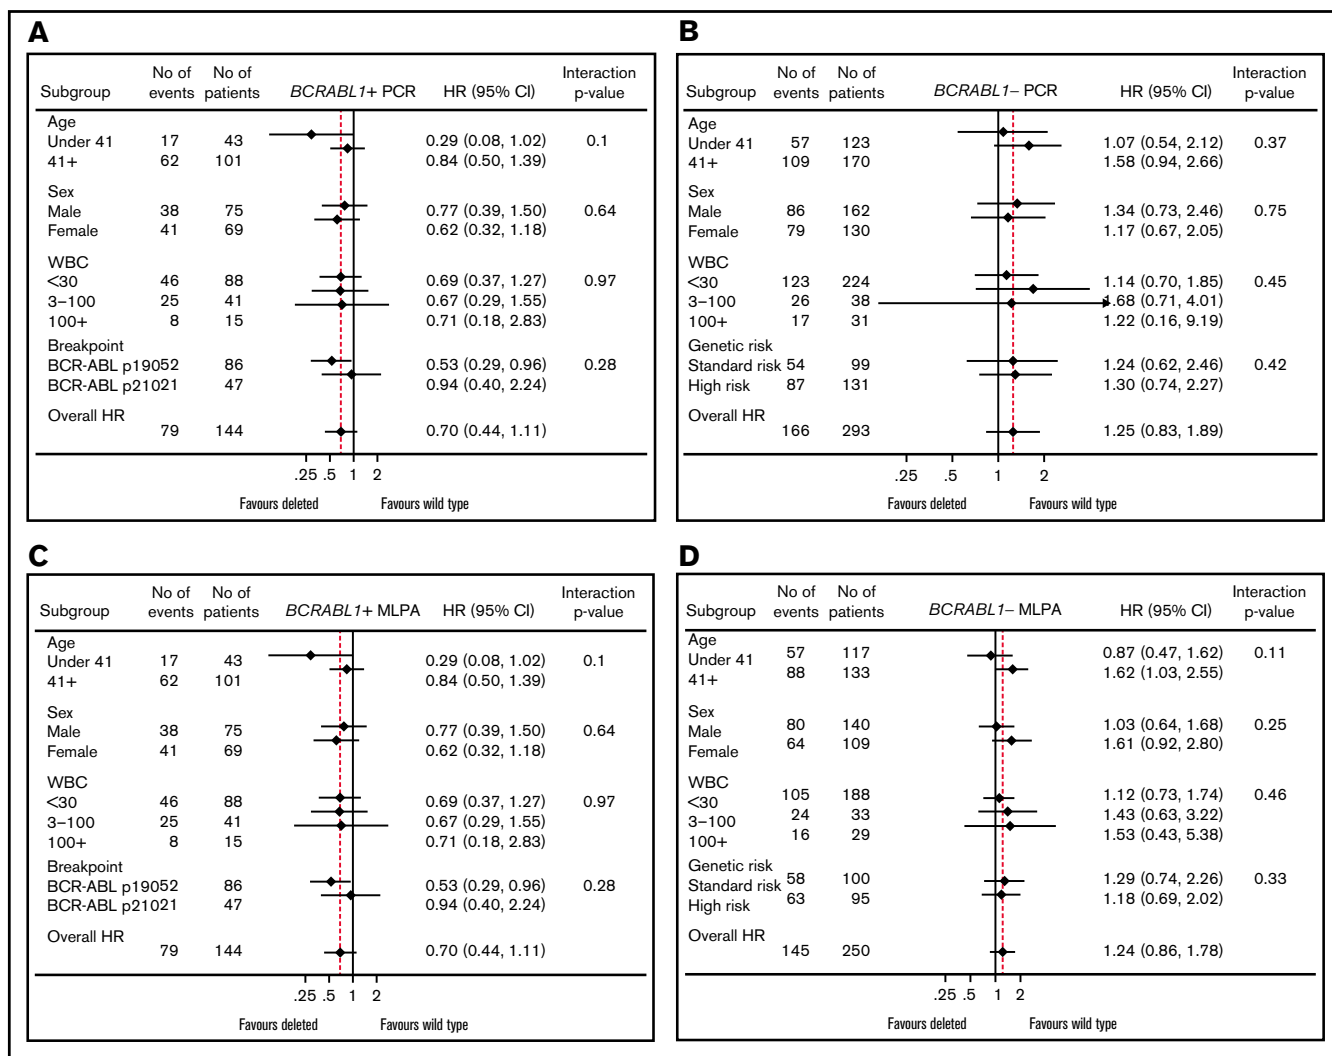 A
No of No of Interaction
Subgroup events patients BCRABL1+ PCR HR (95% CI) p-value
Age
Under 41 17 43 0.29 (0.08, 1.02) 0.1
41+ 62 101 0.84 (0.50, 1.39)
Sex
Male 38 75 0.77 (0.39, 1.50) 0.64
Female 41 69 0.62 (0.32, 1.18)
WBC
<30 46 88 0.69 (0.37, 1.27) 0.97
3–100 25 41 0.67 (0.29, 1.55)
100+ 8 15 0.71 (0.18, 2.83)
Breakpoint
BCR-ABL p190 52 86 0.53 (0.29, 0.96) 0.28
BCR-ABL p210 21 47 0.94 (0.40, 2.24)
Overall HR
79 144 0.70 (0.44, 1.11)
.25 .5 1 2
Favours deleted Favours wild type
B
No of No of Interaction
Subgroup events patients BCRABL1– PCR HR (95% CI) p-value
Age
Under 41 57 123 1.07 (0.54, 2.12) 0.37
41+ 109 170 1.58 (0.94, 2.66)
Sex
Male 86 162 1.34 (0.73, 2.46) 0.75
Female 79 130 1.17 (0.67, 2.05)
WBC
<30 123 224 1.14 (0.70, 1.85) 0.45
3–100 26 38 1.68 (0.71, 4.01)
100+ 17 31 1.22 (0.16, 9.19)
Genetic risk
Standard risk 54 99 1.24 (0.62, 2.46) 0.42
High risk 87 131 1.30 (0.74, 2.27)
Overall HR
166 293 1.25 (0.83, 1.89)
.25 .5 1 2
Favours deleted Favours wild type
C
No of No of Interaction
Subgroup events patients BCRABL1+ MLPA HR (95% CI) p-value
Age
Under 41 17 43 0.29 (0.08, 1.02) 0.1
41+ 62 101 0.84 (0.50, 1.39)
Sex
Male 38 75 0.77 (0.39, 1.50) 0.64
Female 41 69 0.62 (0.32, 1.18)
WBC
<30 46 88 0.69 (0.37, 1.27) 0.97
3–100 25 41 0.67 (0.29, 1.55)
100+ 8 15 0.71 (0.18, 2.83)
Breakpoint
BCR-ABL p190 52 86 0.53 (0.29, 0.96) 0.28
BCR-ABL p210 21 47 0.94 (0.40, 2.24)
Overall HR
79 144 0.70 (0.44, 1.11)
.25 .5 1 2
Favours deleted Favours wild type
D
No of No of Interaction
Subgroup events patients BCRABL1– MLPA HR (95% CI) p-value
Age
Under 41 57 117 0.87 (0.47, 1.62) 0.11
41+ 88 133 1.62 (1.03, 2.55)
Sex
Male 80 140 1.03 (0.64, 1.68) 0.25
Female 64 109 1.61 (0.92, 2.80)
WBC
<30 105 188 1.12 (0.73, 1.74) 0.46
3–100 24 33 1.43 (0.63, 3.22)
100+ 16 29 1.53 (0.43, 5.38)
Genetic risk
Standard risk 58 100 1.29 (0.74, 2.26) 0.33
High risk 63 95 1.18 (0.69, 2.02)
Overall HR
145 250 1.24 (0.86, 1.78)
.25 .5 1 2
Favours deleted Favours wild type